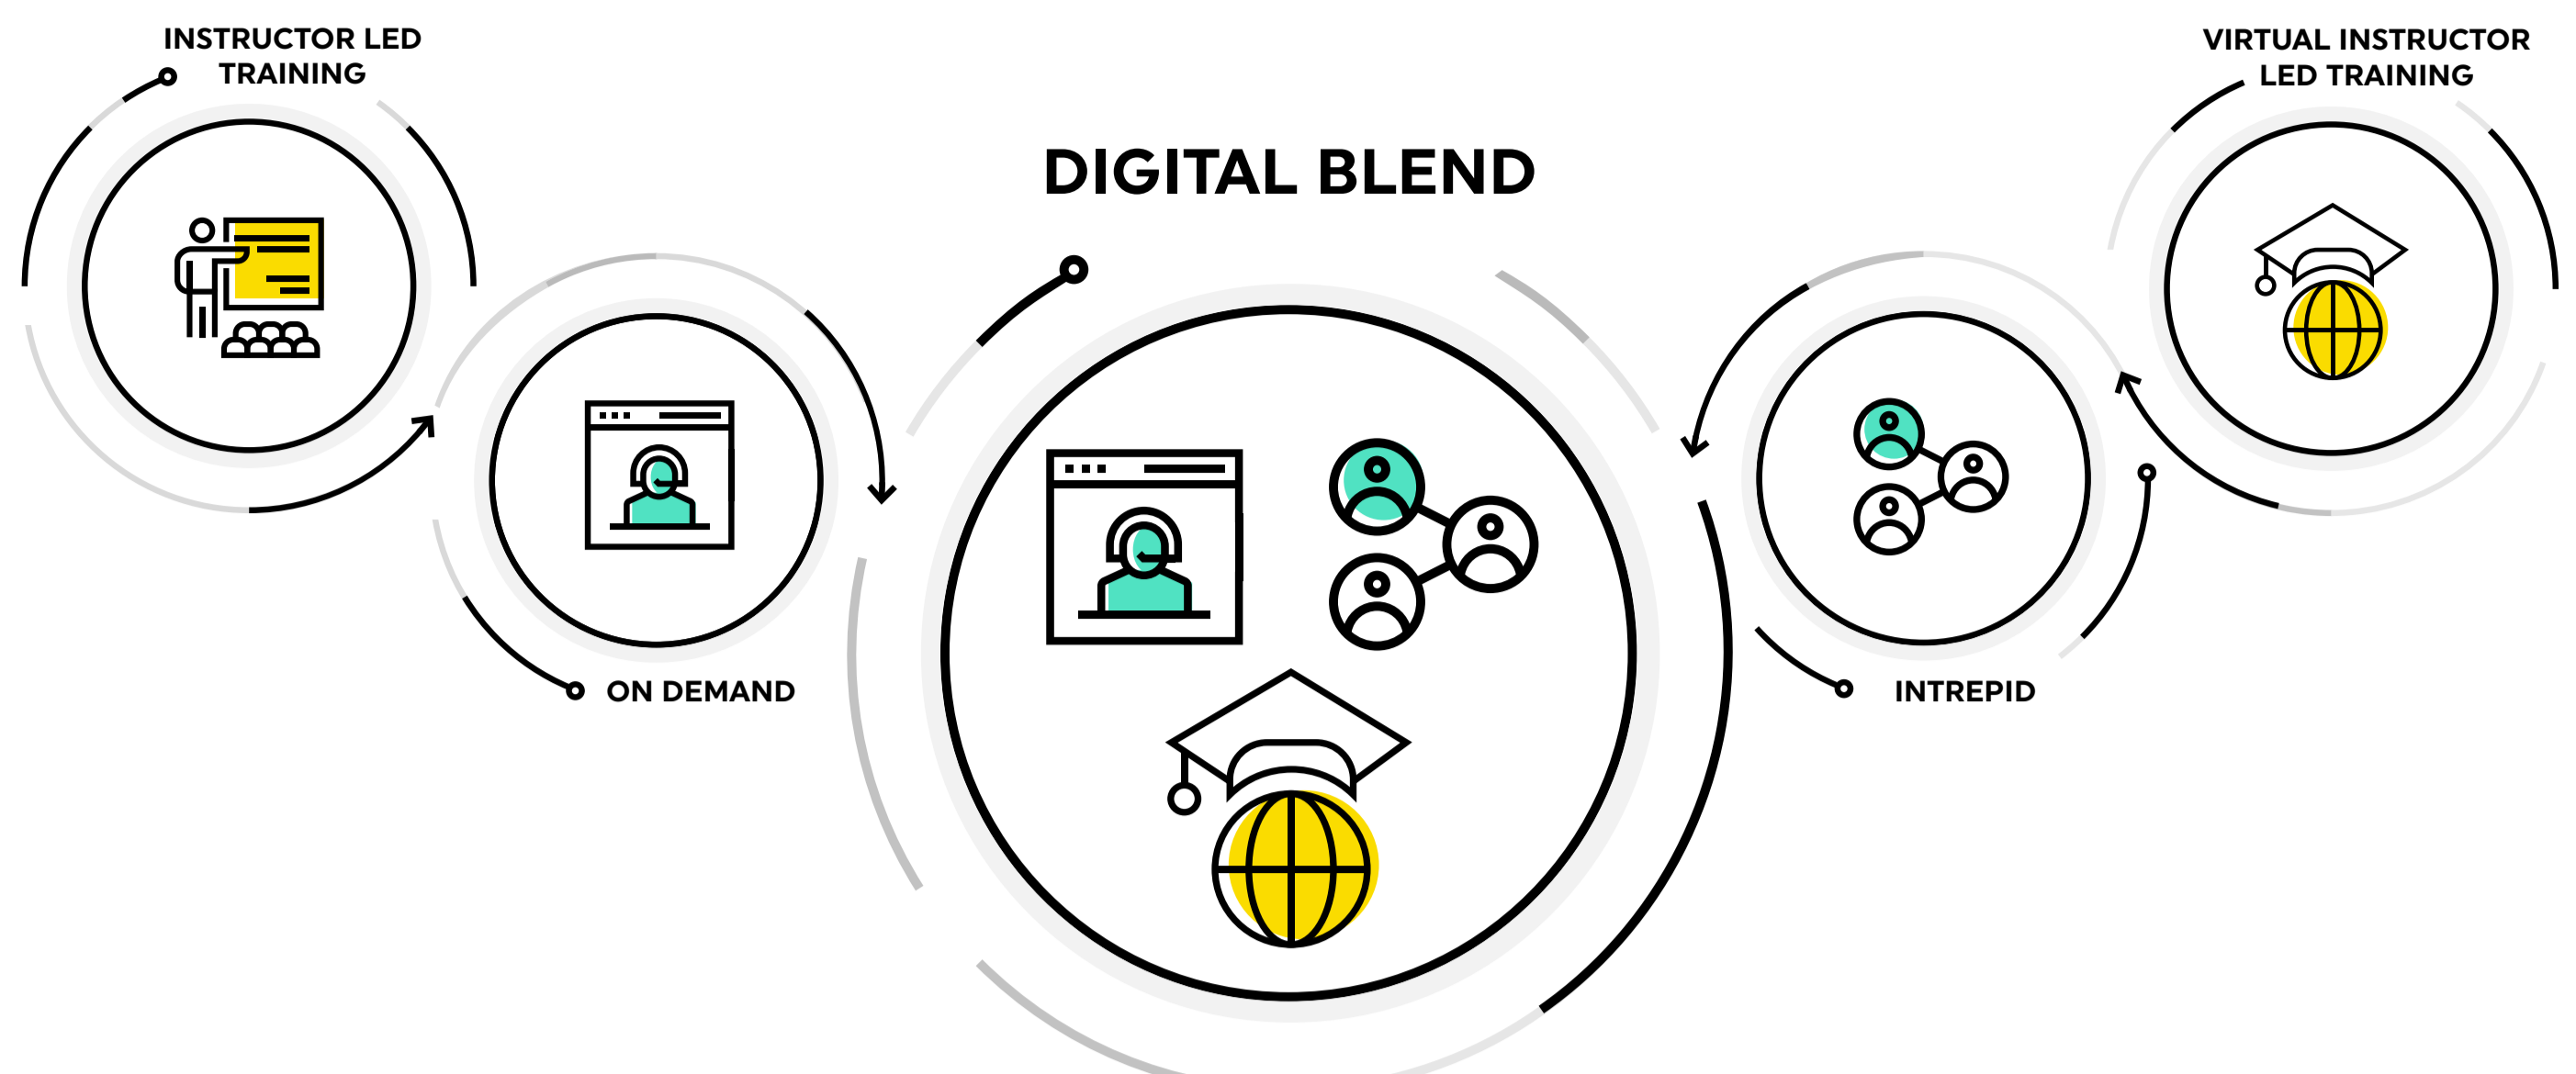 INSTRUCTOR LED
TRAINING
VIRTUAL INSTRUCTOR
LED TRAINING
DIGITAL BLEND
ON DEMAND
INTREPID